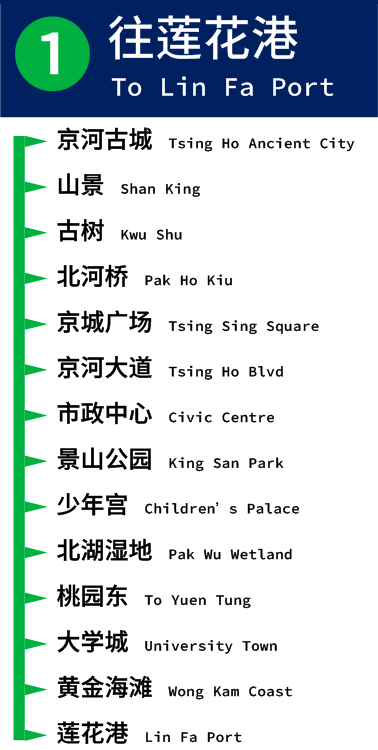 1
往莲花港
To Lin Fa Port
京河古城 Tsing Ho Ancient City
山景 Shan King
古树 Kwu Shu
北河桥 Pak Ho Kiu
京城广场 Tsing Sing Square
京河大道 Tsing Ho Blvd
市政中心 Civic Centre
景山公园 King San Park
少年宫 Children’s Palace
北湖湿地 Pak Wu Wetland
桃园东 To Yuen Tung
大学城 University Town
黄金海滩 Wong Kam Coast
莲花港 Lin Fa Port